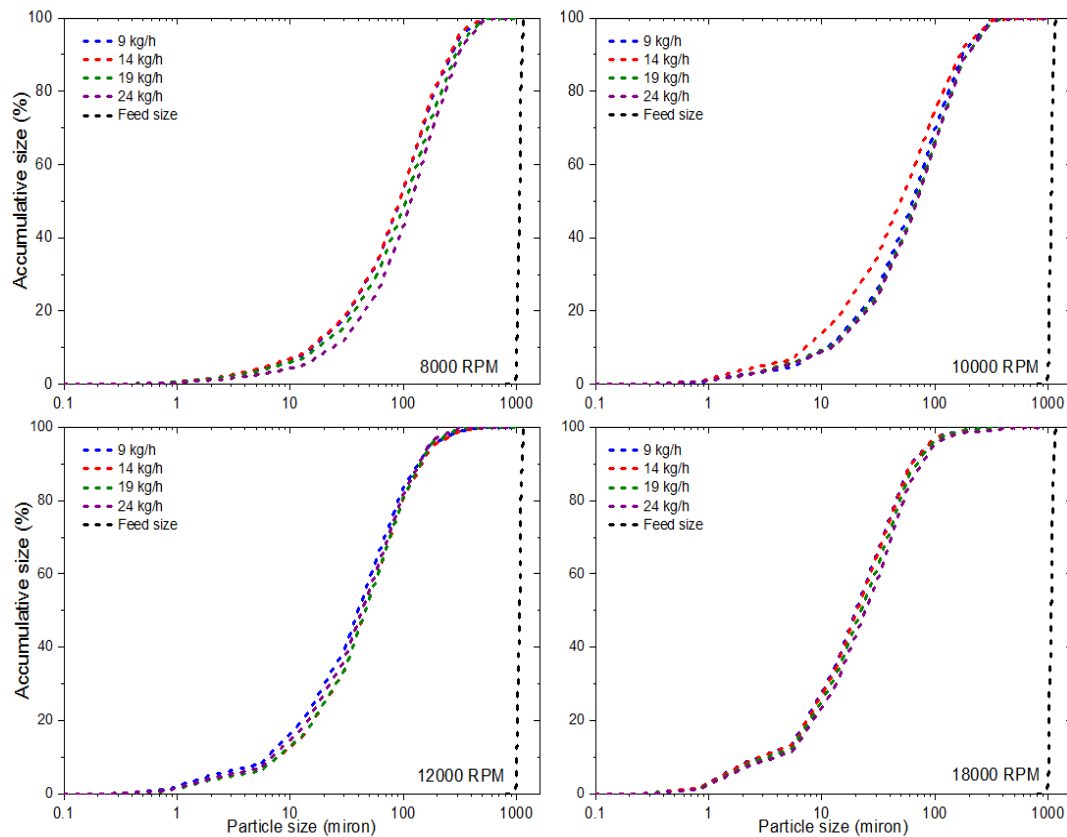 Accumulative size (%)
100
80
60
40
20
0
9 kg/h
14 kg/h
19 kg/h
24 kg/h
Feed size
8000 RPM
0.1 1 10 100 1000
100
80
60
40
20
0
9 kg/h
14 kg/h
19 kg/h
24 kg/h
Feed size
10000 RPM
0.1 1 10 100 1000
Accumulative size (%)
100
80
60
40
20
0
9 kg/h
14 kg/h
19 kg/h
24 kg/h
Feed size
12000 RPM
0.1 1 10 100 1000
Particle size (miron)
100
80
60
40
20
0
9 kg/h
14 kg/h
19 kg/h
24 kg/h
Feed size
18000 RPM
0.1 1 10 100 1000
Particle size (miron)